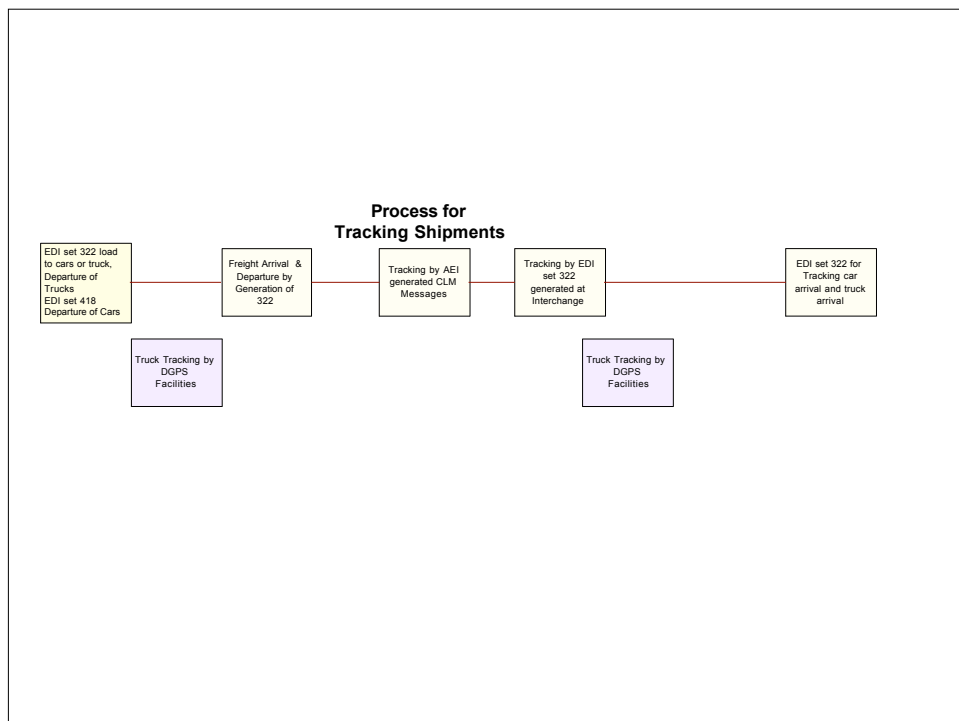 Process for
Tracking Shipments
EDI set 322 load
to cars or truck,
Departure of
Trucks
EDI set 418
Departure of Cars
Freight Arrival &
Departure by
Generation of
322
Tracking by AEI
generated CLM
Messages
Tracking by EDI
set 322
generated at
Interchange
EDI set 322 for
Tracking car
arrival and truck
arrival
Truck Tracking by
DGPS
Facilities
Truck Tracking by
DGPS
Facilities